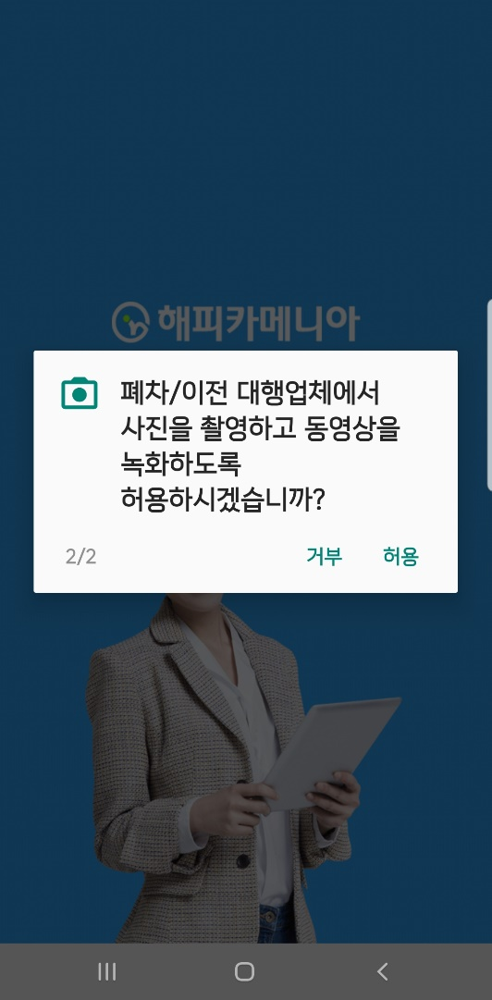 해피카메니아
폐차/이전 대행업체에서
사진을 촬영하고 동영상을
녹화하도록
허용하시겠습니까?
2/2 거부 허용